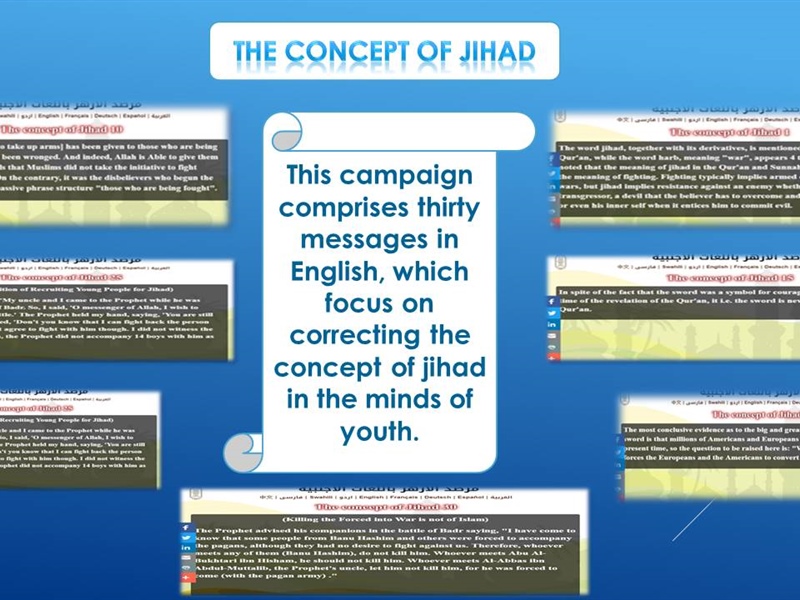 THE CONCEPT OF JIHAD
This campaign
comprises thirty
messages in
English, which
focus on
correcting the
concept of jihad
in the minds of
youth.
The concept of Jihad 10
to take up arms] has been given to those who are being
been wronged. And indeed, Allah is Able to give them
that Muslims did not take the initiative to fight
On the contrary, it was the disbelievers who begun the
passive phrase structure "those who are being fought".
مرصد الأزهر باللغات الأجنبية
中文 | Swahili | فارسی | اردو | English | Français | Deutsch | Español | العربية
The concept of Jihad 1
The word jihad, together with its derivatives, is mentioned
Qur'an, while the word harb, meaning "war", appears 4
noted that the meaning of jihad in the Qur'an and Sunnah
the meaning of fighting. Fighting typically implies armed
wars, but jihad implies resistance against an enemy whether
transgressor, a devil that the believer has to overcome and
or even his inner self when it entices him to commit evil.
The concept of Jihad 28
ition of Recruiting Young People for Jihad)
'My uncle and I came to the Prophet while he was
of Badr. So, I said, 'O messenger of Allah, I wish to
tle.' The Prophet held my hand, saying, 'You are still
ed, 'Don't you know that I can fight back the person
t) agree to fight with him though. I did not witness the
, the Prophet did not accompany 14 boys with him as
The concept of Jihad 15
In spite of the fact that the sword was a symbol for courage
time of the revelation of the Qur'an, it i.e. the sword is never
Qur'an.
The concept of Jihad 28
Recruiting Young People for Jihad)
cle and I came to the Prophet while he was
So, I said, 'O messenger of Allah, I wish to
Prophet held my hand, saying, 'You are still
n't you know that I can fight back the person
to fight with him though. I did not witness the
ophet did not accompany 14 boys with him as
The concept of Jihad
The most conclusive evidence as to the big and great
sword is that millions of Americans and Europeans
present time, so the question to be raised here is:
forces the Europeans and the Americans to convert
مرصد الأزهر باللغات الأجنبية
中文 | Swahili | فارسی | اردو | English | Français | Deutsch | Español | العربية
The concept of Jihad 30
(Killing the Forced into War is not of Islam)
The Prophet advised his companions in the battle of Badr saying, "I have come to
know that some people from Banu Hashim and others were forced to accompany
the pagans, although they had no desire to fight against us. Therefore, whoever
meets any of them (Banu Hashim), do not kill him. Whoever meets Abu Al-
Bukhtari ibn Hisham, he should not kill him. Whoever meets Al-Abbas ibn
Abdul-Muttalib, the Prophet's uncle, let him not kill him, for he was forced to
come (with the pagan army) ."